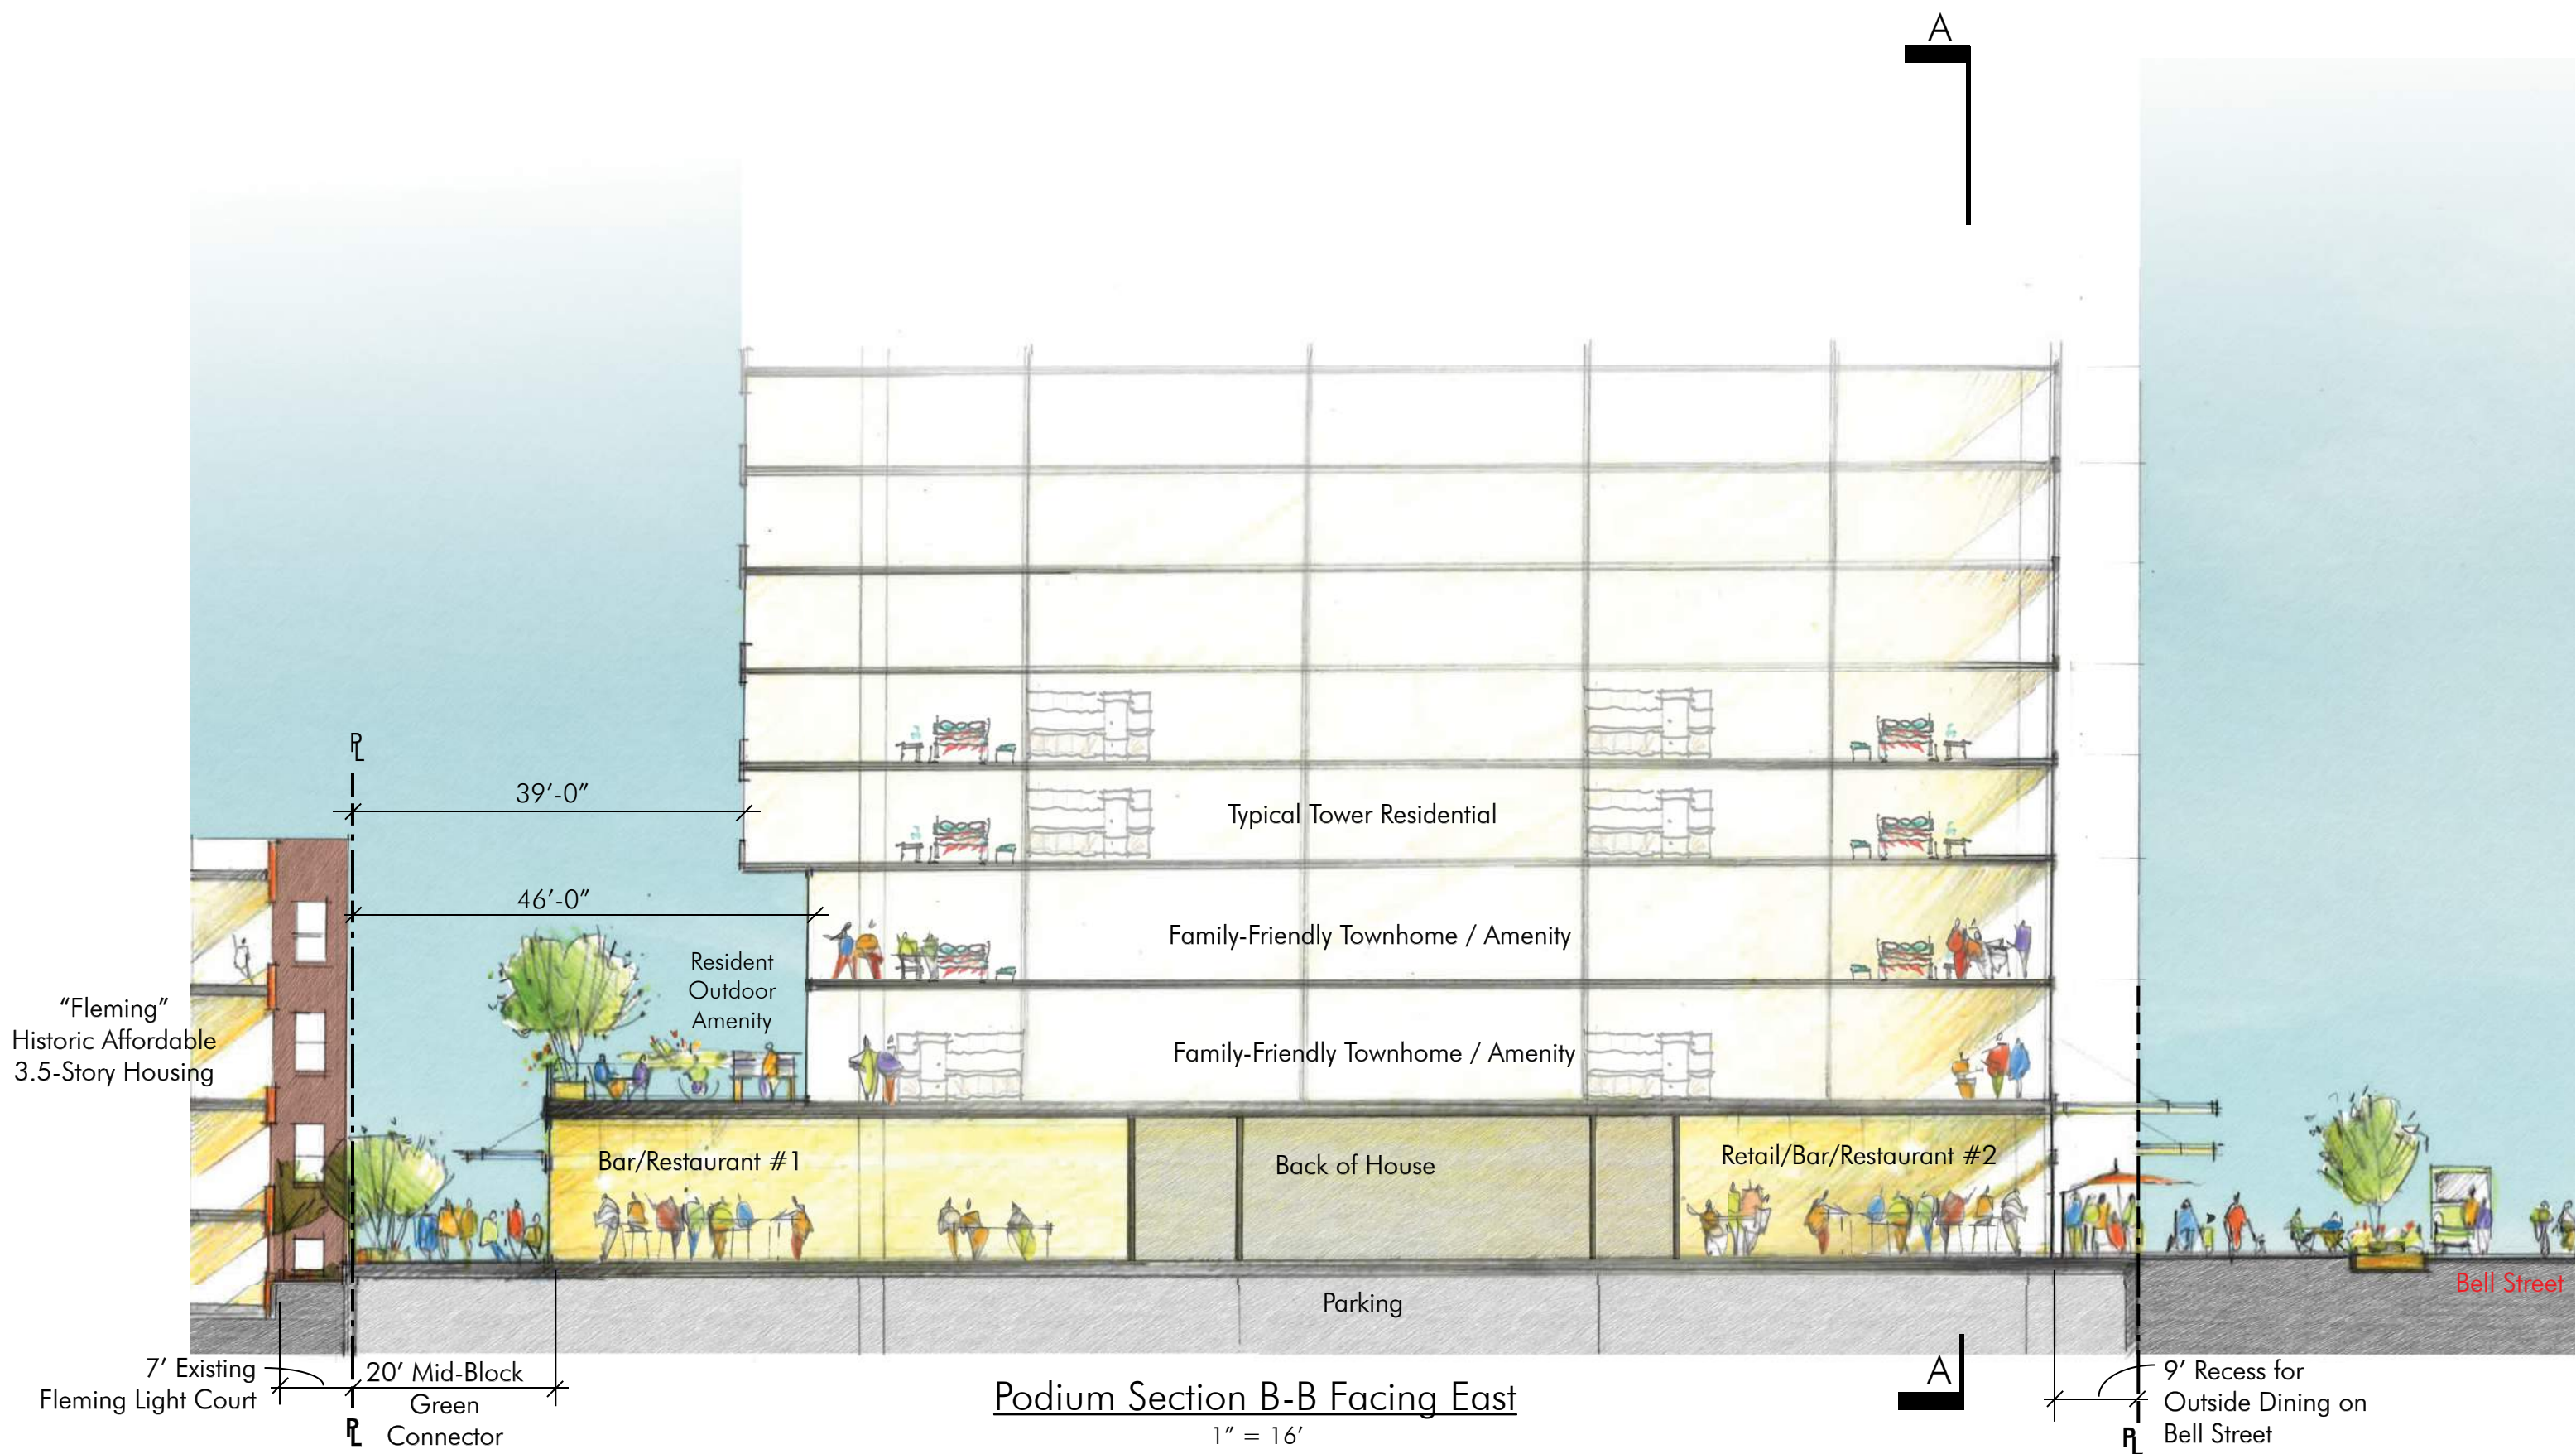 A
PL
39’-0”
Typical Tower Residential
46’-0”
Family-Friendly Townhome / Amenity
Resident
Outdoor
Amenity
“Fleming”
Historic Affordable
3.5-Story Housing
Family-Friendly Townhome / Amenity
Bar/Restaurant #1
Back of House
Retail/Bar/Restaurant #2
Bell Street
Parking
7’ Existing
Fleming Light Court
20’ Mid-Block
Green
Connector
PL
Podium Section B-B Facing East
1” = 16’
A
9’ Recess for
Outside Dining on
Bell Street
PL